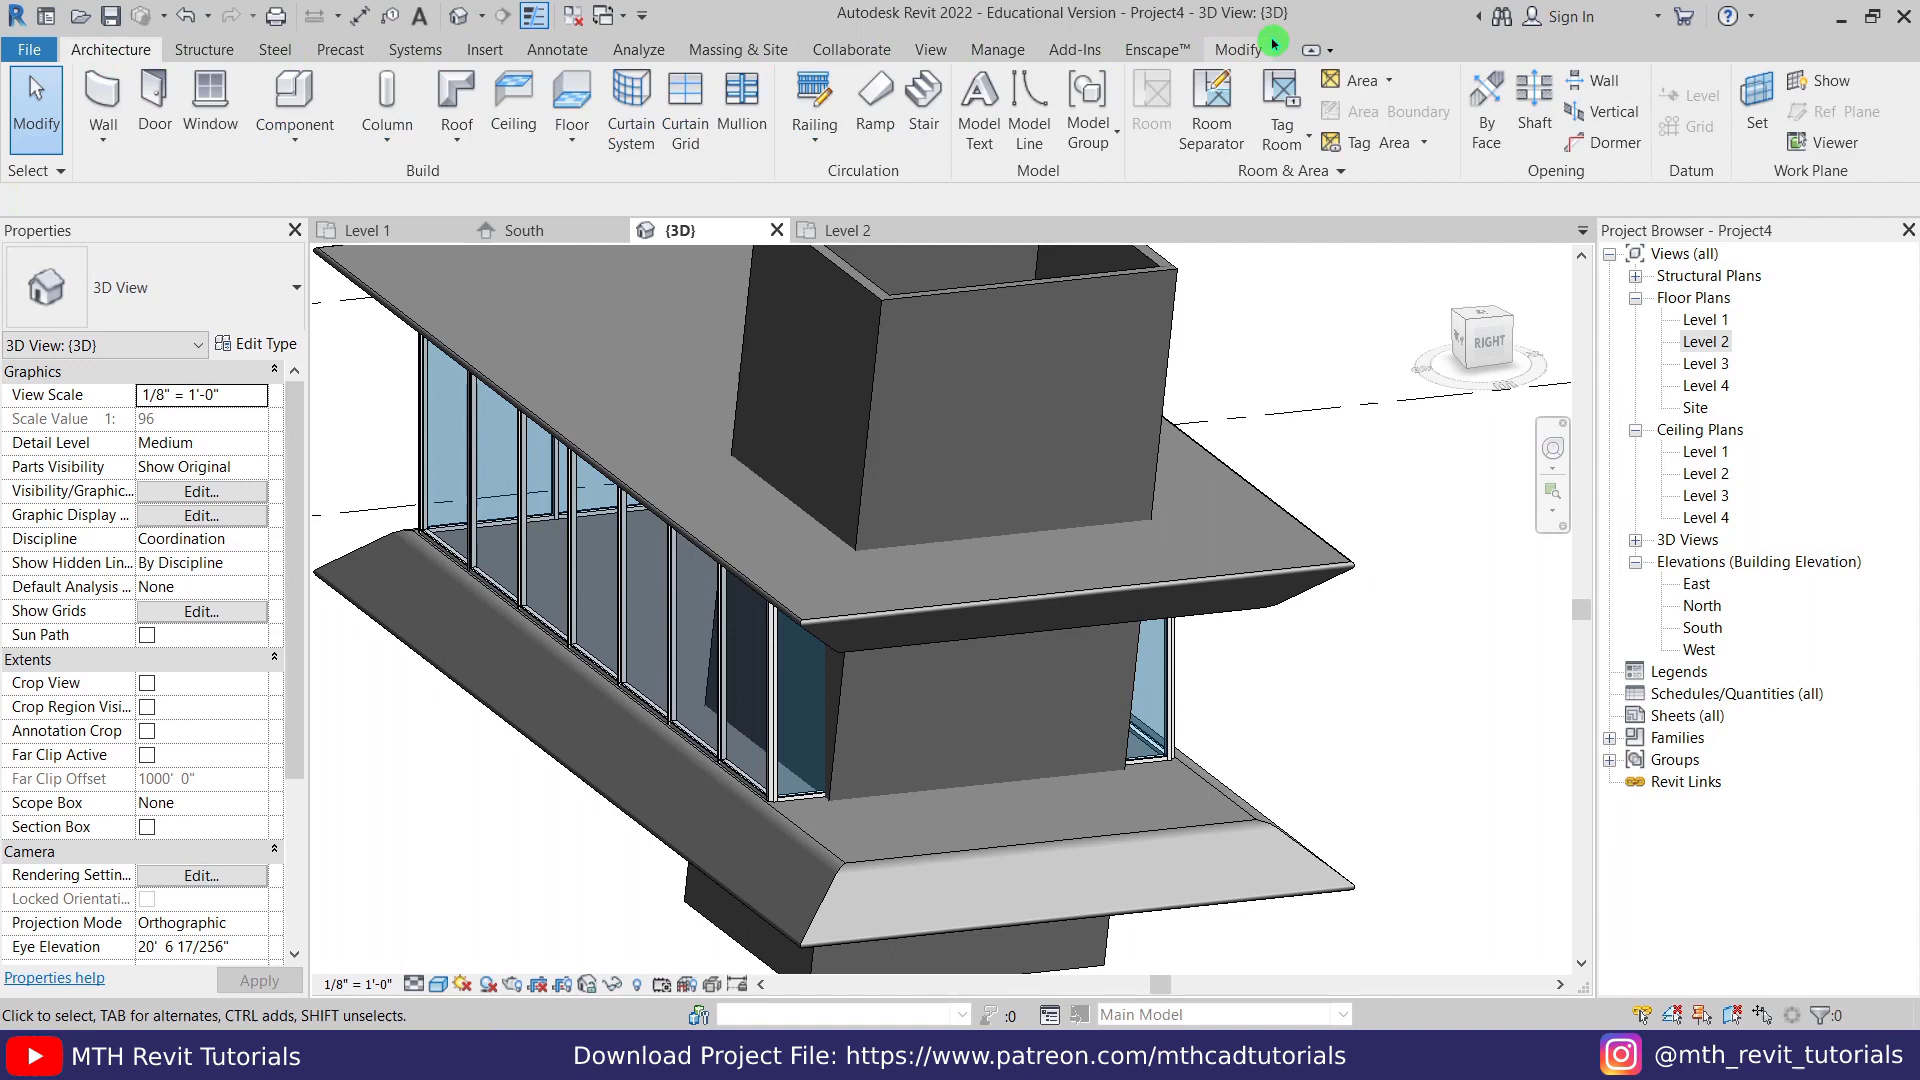 Autodesk Revit 2022 - Educational Version - Project4 - 3D View: {3D}
Sign In
File Architecture Structure Steel Precast Systems Insert Annotate Analyze Massing & Site Collaborate View Manage Add-Ins Enscape™ Modify
Modify Wall Door Window Component Column Roof Ceiling Floor Curtain System Curtain Grid Mullion Railing Ramp Stair Model Text Model Line Model Group Room Room Separator Tag Room Area Area Boundary Tag Area By Face Shaft Wall Vertical Dormer Level Grid Set Show Ref Plane Viewer
Select Build Circulation Model Room & Area Opening Datum Work Plane
Properties
Level 1 South {3D} Level 2
Project Browser - Project4
3D View
3D View: {3D} Edit Type
Graphics
View Scale 1/8" = 1'-0"
Scale Value 1: 96
Detail Level Medium
Parts Visibility Show Original
Visibility/Graphic... Edit...
Graphic Display ... Edit...
Discipline Coordination
Show Hidden Lin... By Discipline
Default Analysis ... None
Show Grids Edit...
Sun Path
Extents
Crop View
Crop Region Visi...
Annotation Crop
Far Clip Active
Far Clip Offset 1000' 0"
Scope Box None
Section Box
Camera
Rendering Settin... Edit...
Locked Orientati...
Projection Mode Orthographic
Eye Elevation 20' 6 17/256"
Properties help Apply
RIGHT
Views (all)
Structural Plans
Floor Plans
Level 1
Level 2
Level 3
Level 4
Site
Ceiling Plans
Level 1
Level 2
Level 3
Level 4
3D Views
Elevations (Building Elevation)
East
North
South
West
Legends
Schedules/Quantities (all)
Sheets (all)
Families
Groups
Revit Links
1/8" = 1'-0"
Click to select, TAB for alternates, CTRL adds, SHIFT unselects.
:0
Main Model
:0
MTH Revit Tutorials
Download Project File: https://www.patreon.com/mthcadtutorials
@mth_revit_tutorials